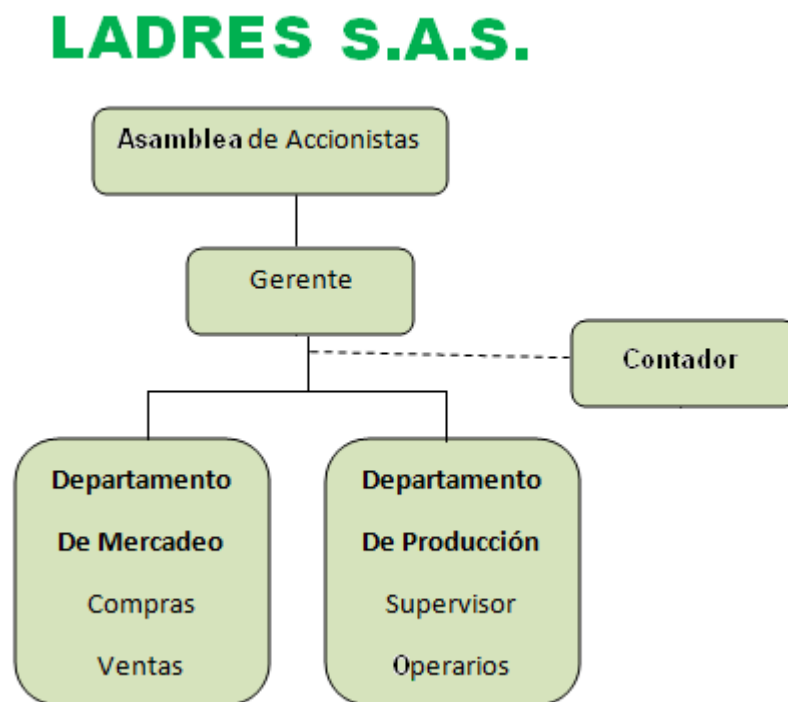 LADRES S.A.S.
Asamblea de Accionistas
Gerente
Contador
Departamento
De Mercadeo
Compras
Ventas
Departamento
De Producción
Supervisor
Operarios